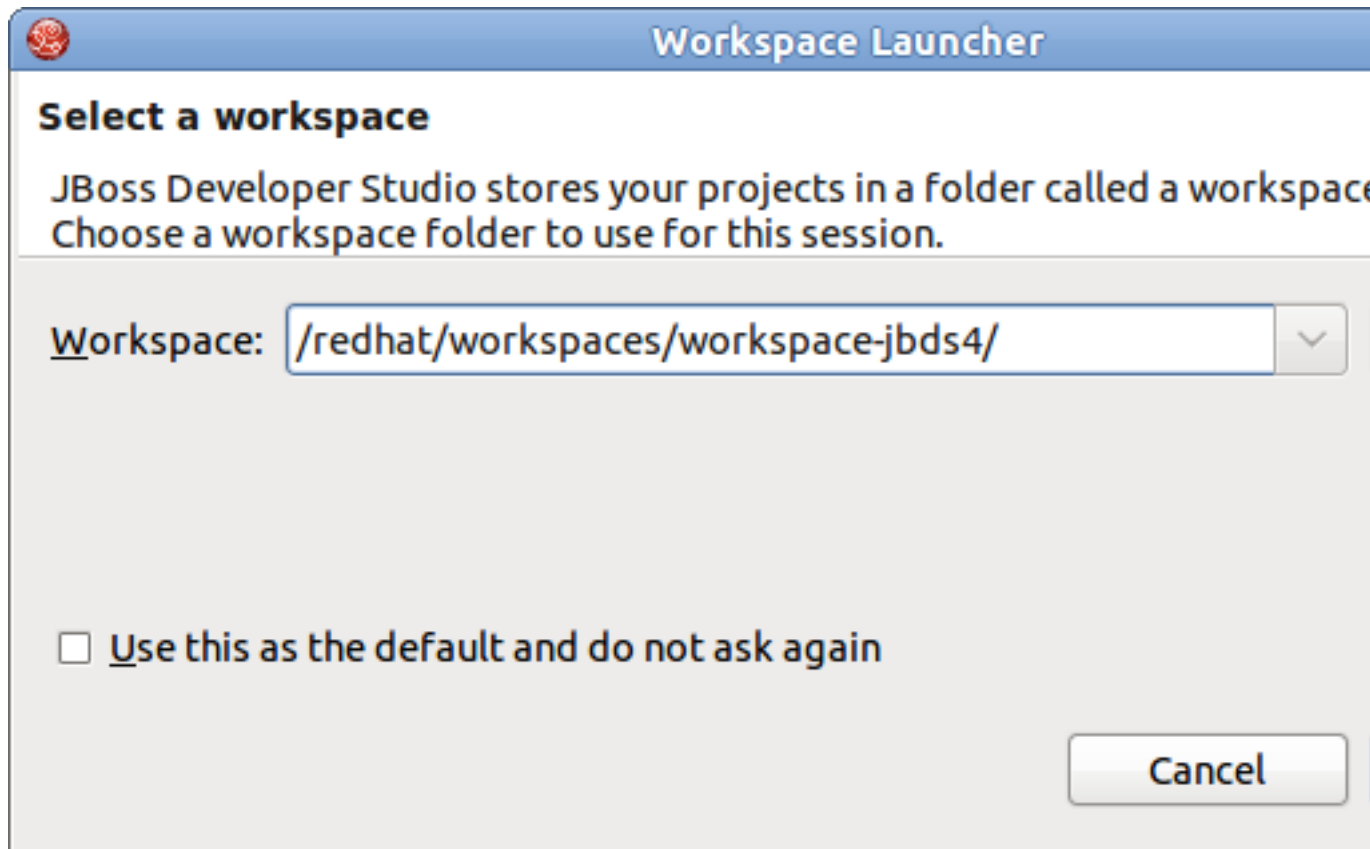 Workspace Launcher
Select a workspace
JBoss Developer Studio stores your projects in a folder called a workspace
Choose a workspace folder to use for this session.
Workspace: /redhat/workspaces/workspace-jbds4/
Use this as the default and do not ask again
Cancel